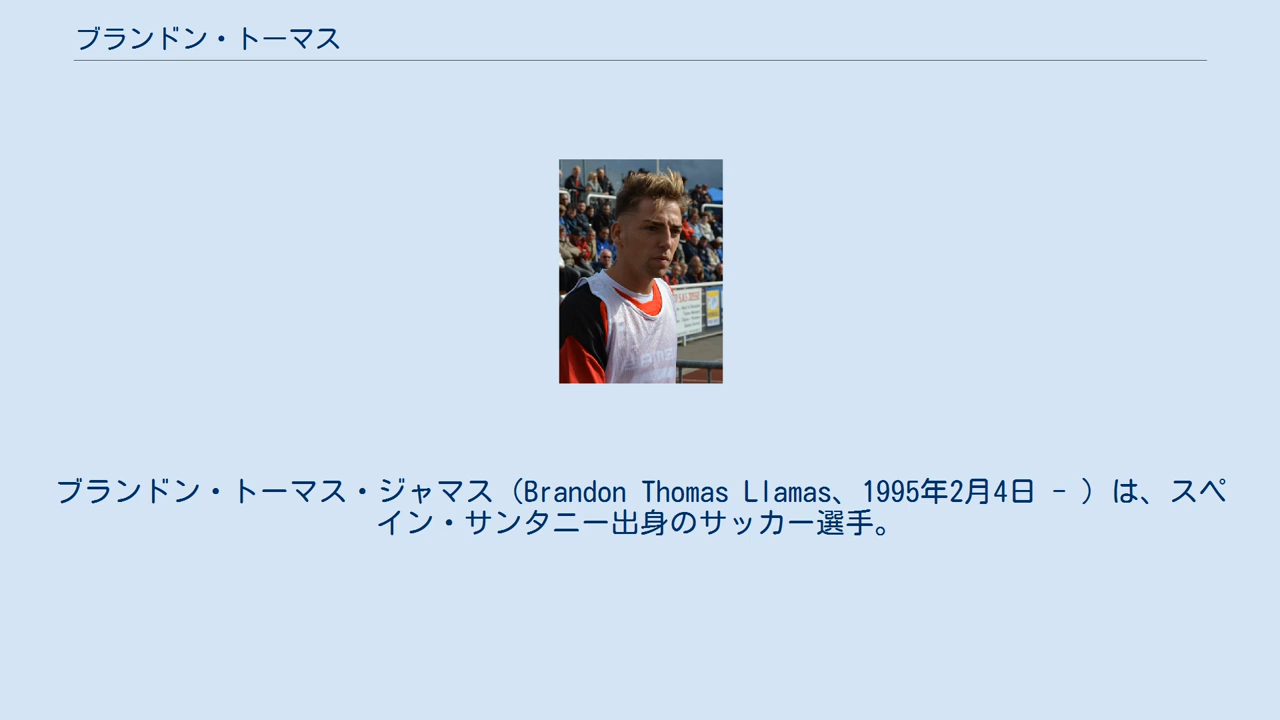 ブランドン・トーマス
ブランドン・トーマス・ジャマス（Brandon Thomas Llamas、1995年2月4日 - ）は、スペ
イン・サンタニー出身のサッカー選手。